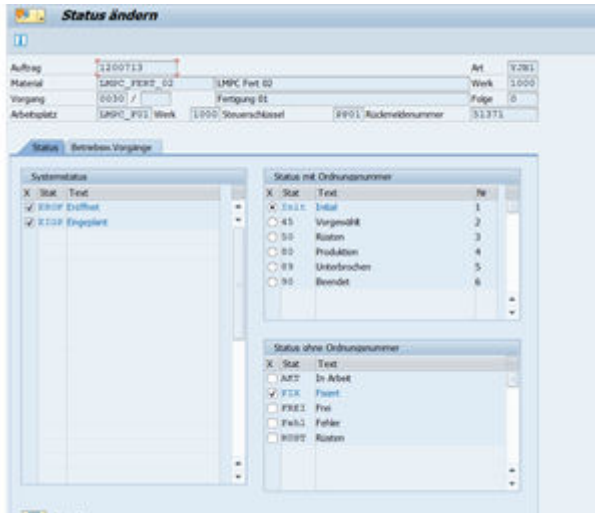 Status ändern
Auftrag 1200713 Art YJB1
Material LMPC_FERT_02 LMPC Fert 02 Werk 1000
Vorgang 0030 / Fertigung 01 Folge 0
Arbeitsplatz LMPC_F01 Werk 1000 Steuerschlüssel PP01 Rückmeldenummer 51371
Status Betriebsw.Vorgänge
Systemstatus
X Stat Text
EROF Eröffnet
EIGP Eingeplant
Status mit Ordnungsnummer
X Stat Text Nr
Init Initial 1
45 Vorgewählt 2
50 Rüsten 3
80 Produktion 4
89 Unterbrochen 5
90 Beendet 6
Status ohne Ordnungsnummer
X Stat Text
AKT In Arbeit
FIX Fixiert
FREI Frei
Fehl Fehler
RUST Rüsten